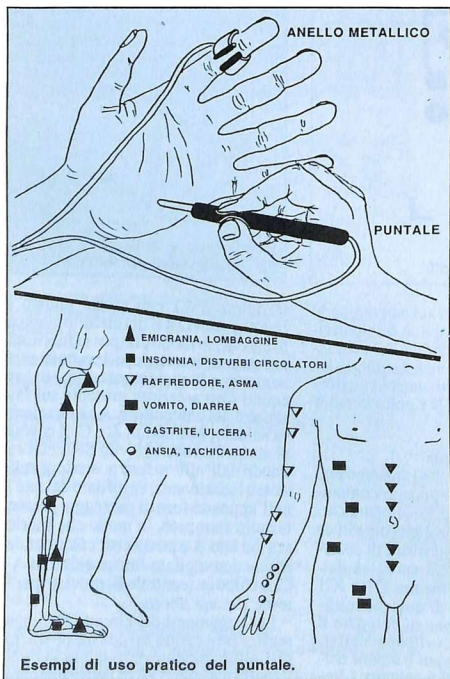 ANELLO METALLICO
PUNTALE
EMICRANIA, LOMBAGGINE
INSONNIA, DISTURBI CIRCOLATORI
RAFFREDDORE, ASMA
VOMITO, DIARREA
GASTRITE, ULCERA:
ANSIA, TACHICARDIA
Esempi di uso pratico del puntale.